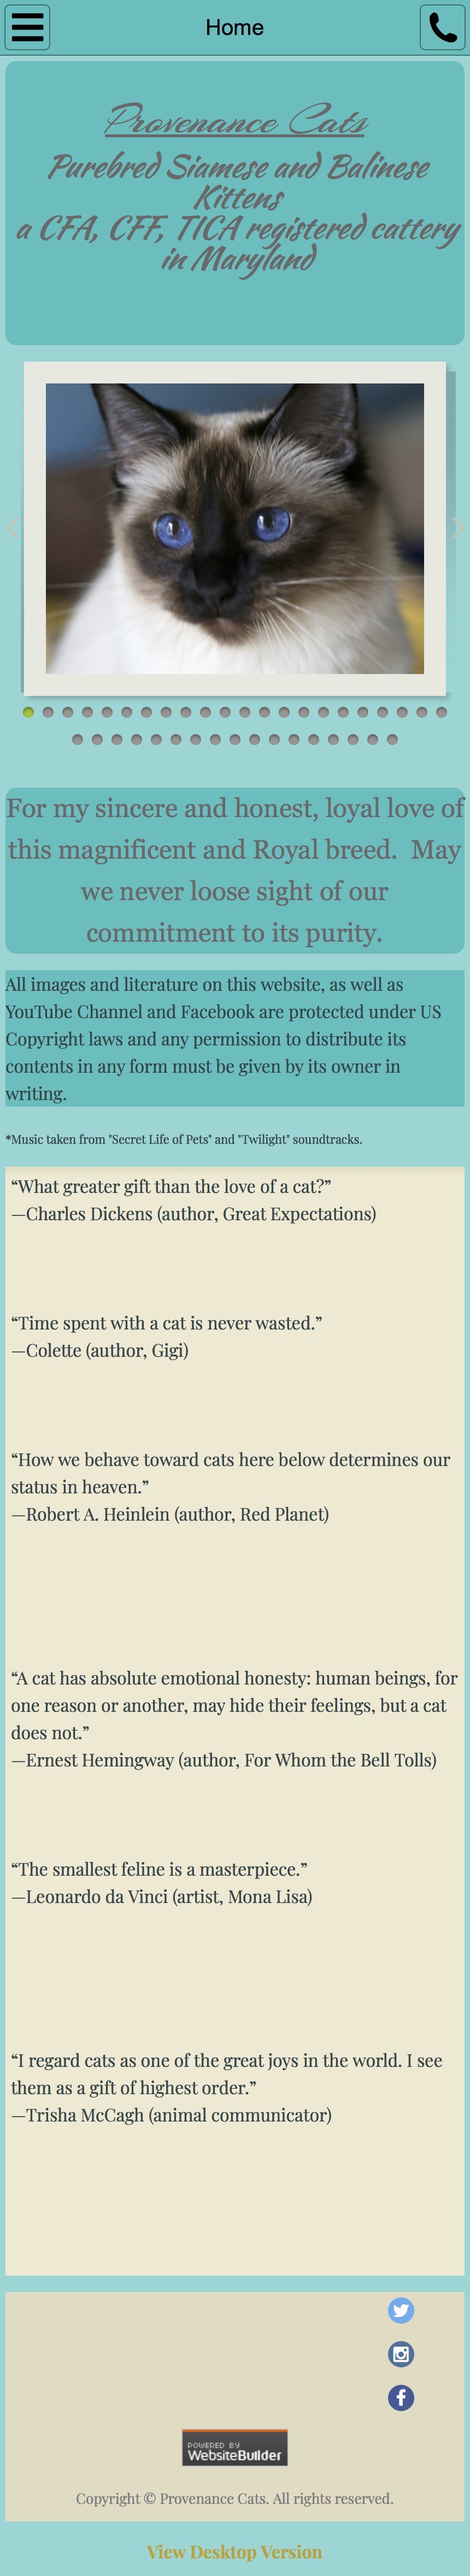 Home
Provenance Cats
Purebred Siamese and Balinese
Kittens
a CFA, CFF, TICA registered cattery
in Maryland
For my sincere and honest, loyal love of
this magnificent and Royal breed.  May
we never loose sight of our
commitment to its purity.
All images and literature on this website, as well as
YouTube Channel and Facebook are protected under US
Copyright laws and any permission to distribute its
contents in any form must be given by its owner in
writing.
*Music taken from "Secret Life of Pets" and "Twilight" soundtracks.
“What greater gift than the love of a cat?”
—Charles Dickens (author, Great Expectations)
“Time spent with a cat is never wasted.”
—Colette (author, Gigi)
“How we behave toward cats here below determines our
status in heaven.”
—Robert A. Heinlein (author, Red Planet)
“A cat has absolute emotional honesty: human beings, for
one reason or another, may hide their feelings, but a cat
does not.”
—Ernest Hemingway (author, For Whom the Bell Tolls)
“The smallest feline is a masterpiece.”
—Leonardo da Vinci (artist, Mona Lisa)
“I regard cats as one of the great joys in the world. I see
them as a gift of highest order.”
—Trisha McCagh (animal communicator)
POWERED BY
WebsiteBuilder
Copyright © Provenance Cats. All rights reserved.
View Desktop Version